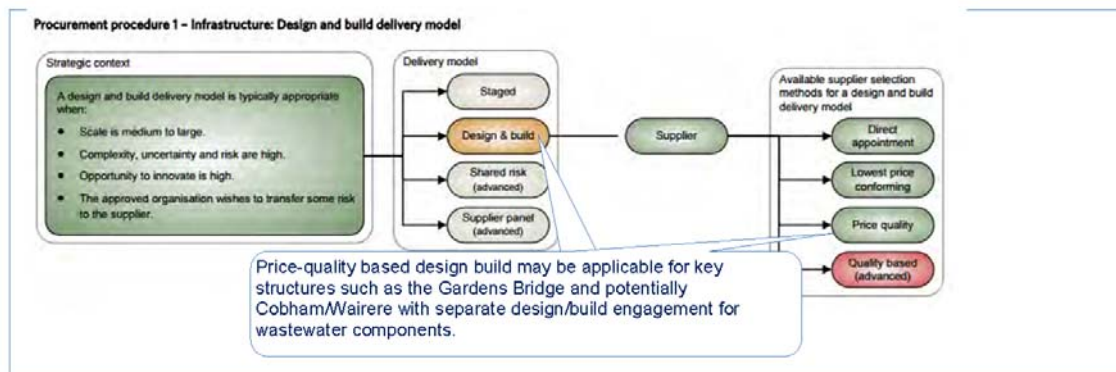 Procurement procedure 1 – Infrastructure: Design and build delivery model
Strategic context
A design and build delivery model is typically appropriate
when:
• Scale is medium to large.
• Complexity, uncertainty and risk are high.
• Opportunity to innovate is high.
• The approved organisation wishes to transfer some risk
to the supplier.
Delivery model
Staged
Design & build
Shared risk
(advanced)
Supplier panel
(advanced)
Supplier
Available supplier selection
methods for a design and build
delivery model
Direct
appointment
Lowest price
conforming
Price quality
Quality based
(advanced)
Price-quality based design build may be applicable for key
structures such as the Gardens Bridge and potentially
Cobham/Wairere with separate design/build engagement for
wastewater components.